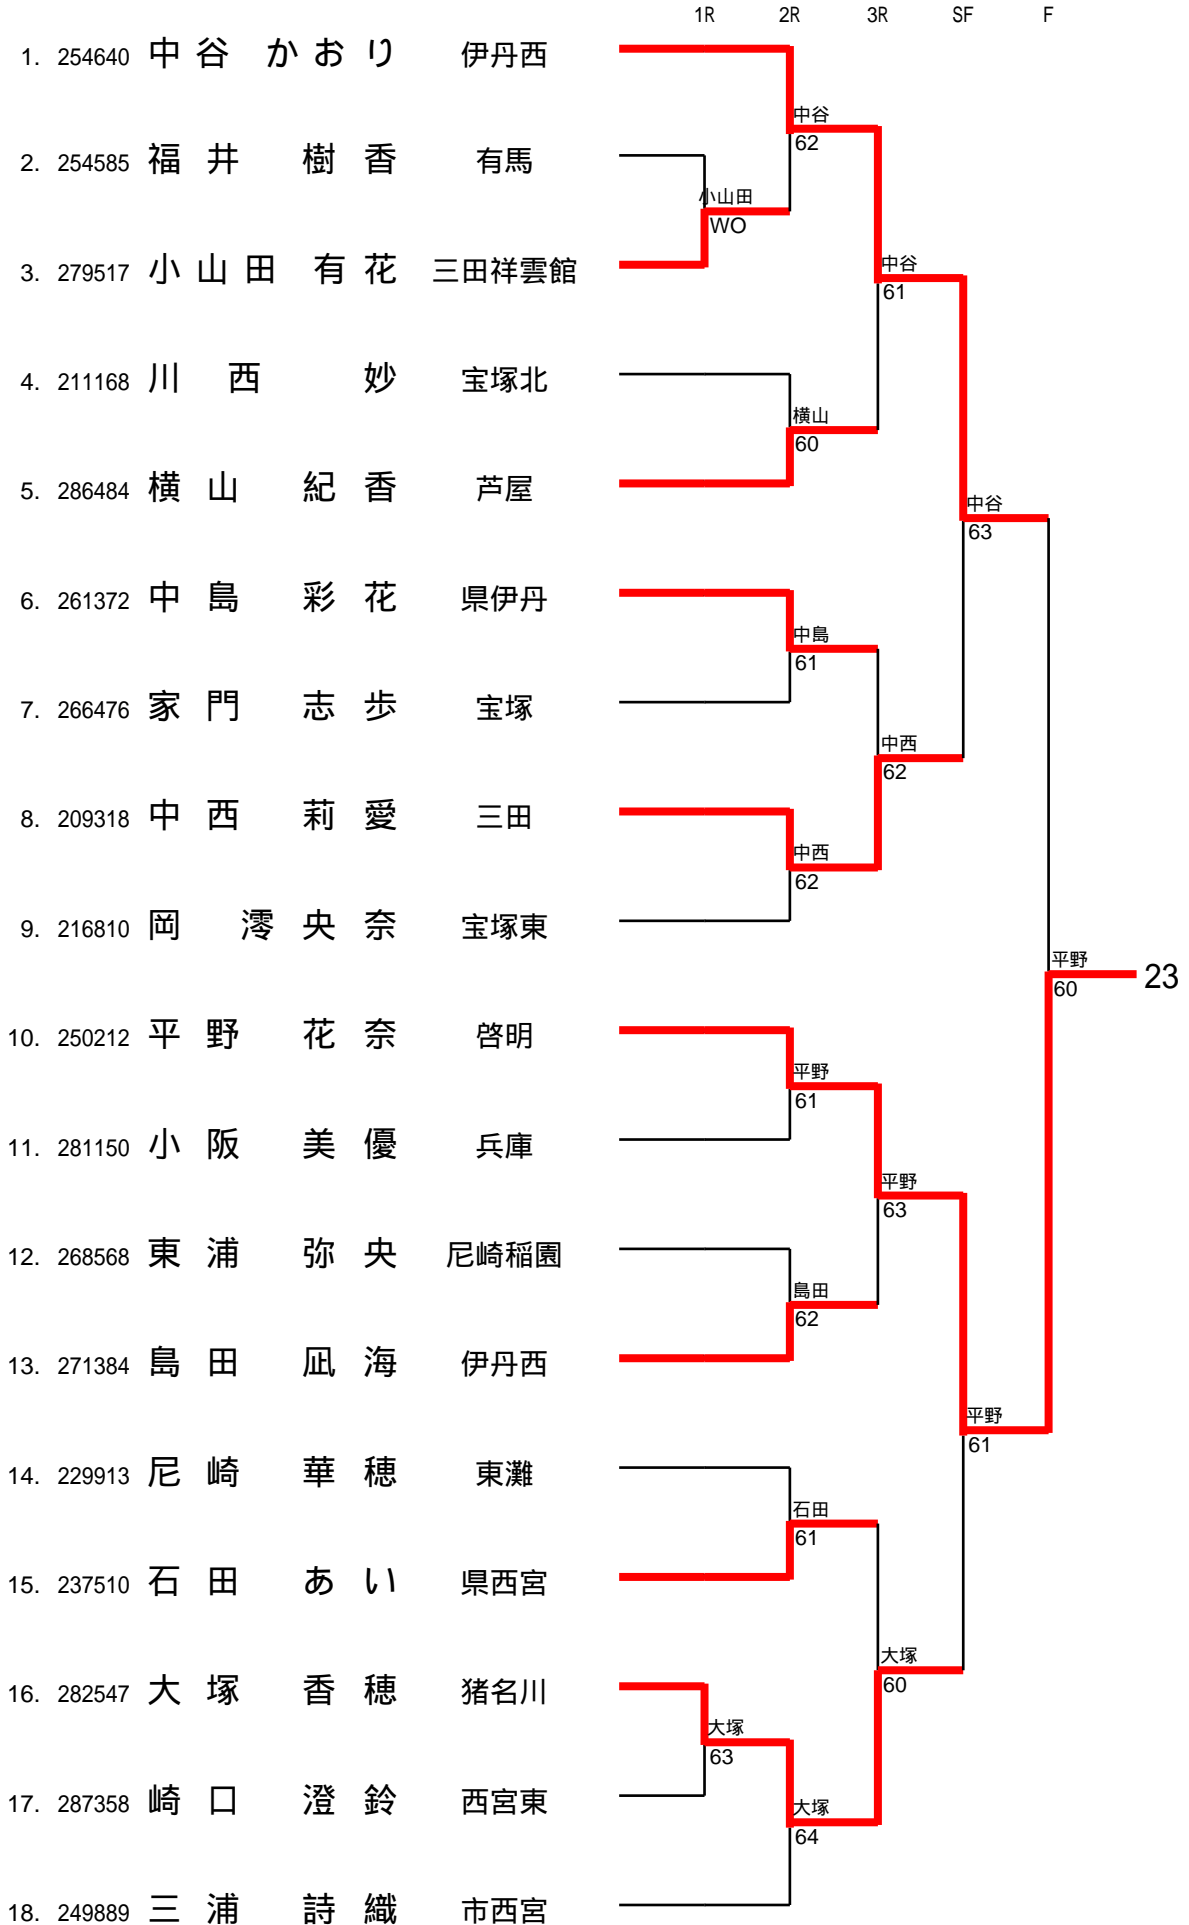 1R 2R 3R SF F
1. 254640 中谷 かおり 伊丹西
中谷
62
2. 254585 福井 樹香 有馬
小山田
WO
3. 279517 小山田 有花 三田祥雲館
中谷
61
4. 211168 川西 妙 宝塚北
横山
60
5. 286484 横山 紀香 芦屋
中谷
63
6. 261372 中島 彩花 県伊丹
中島
61
7. 266476 家門 志歩 宝塚
中西
62
8. 209318 中西 莉愛 三田
中西
62
9. 216810 岡 澪央奈 宝塚東
平野
60
23
10. 250212 平野 花奈 啓明
平野
61
11. 281150 小阪 美優 兵庫
平野
63
12. 268568 東浦 弥央 尼崎稲園
島田
62
13. 271384 島田 凪海 伊丹西
平野
61
14. 229913 尼崎 華穂 東灘
石田
61
15. 237510 石田 あい 県西宮
大塚
60
16. 282547 大塚 香穂 猪名川
大塚
63
17. 287358 崎口 澄鈴 西宮東
大塚
64
18. 249889 三浦 詩織 市西宮